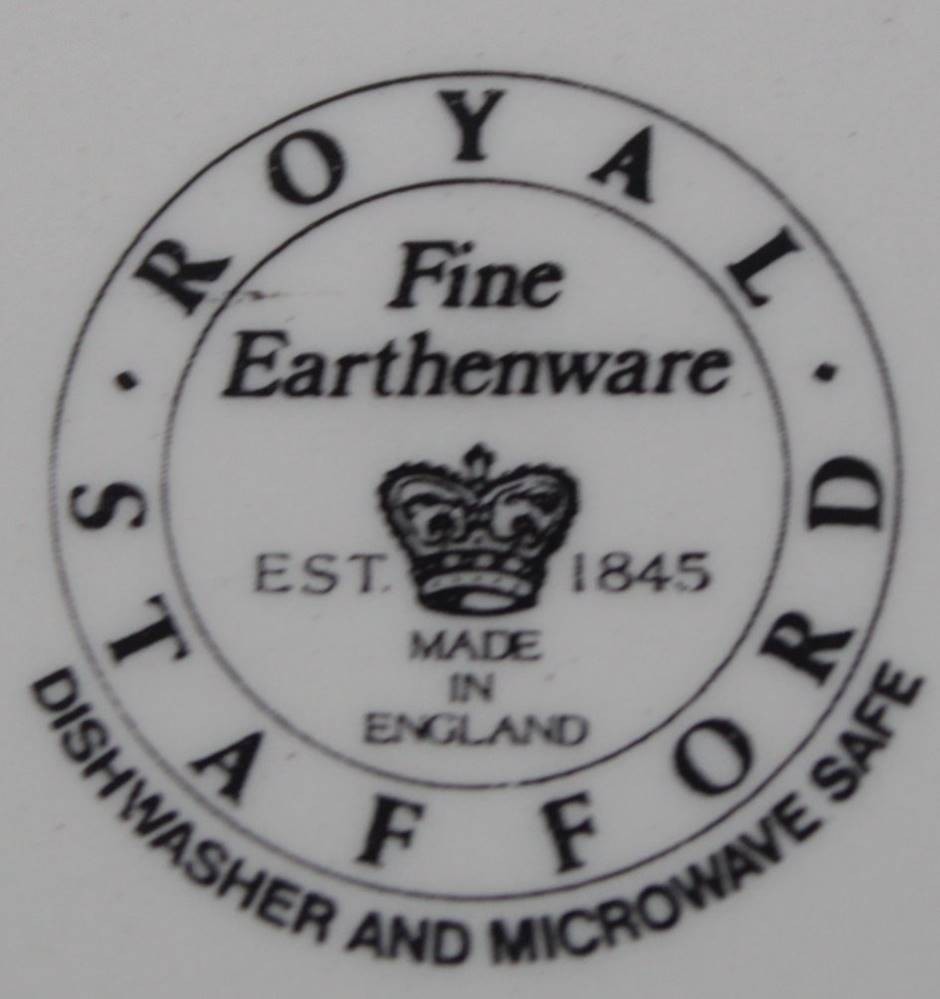 · ROYAL ·
STAFFORD
Fine
Earthenware
EST. 1845
MADE
IN
ENGLAND
DISHWASHER AND MICROWAVE SAFE